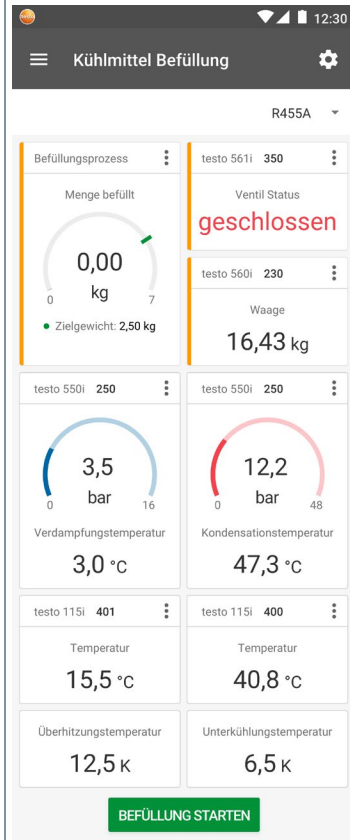 testo
12:30
Kühlmittel Befüllung
R455A
Befüllungsprozess
Menge befüllt
0,00
kg
0 7
Zielgewicht: 2,50 kg
testo 561i 350
Ventil Status
geschlossen
testo 560i 230
Waage
16,43 kg
testo 550i 250
3,5
bar
0 16
Verdampfungstemperatur
3,0 °C
testo 550i 250
12,2
bar
0 48
Kondensationstemperatur
47,3 °C
testo 115i 401
Temperatur
15,5 °C
testo 115i 400
Temperatur
40,8 °C
Überhitzungstemperatur
12,5 K
Unterkühlungstemperatur
6,5 K
BEFÜLLUNG STARTEN